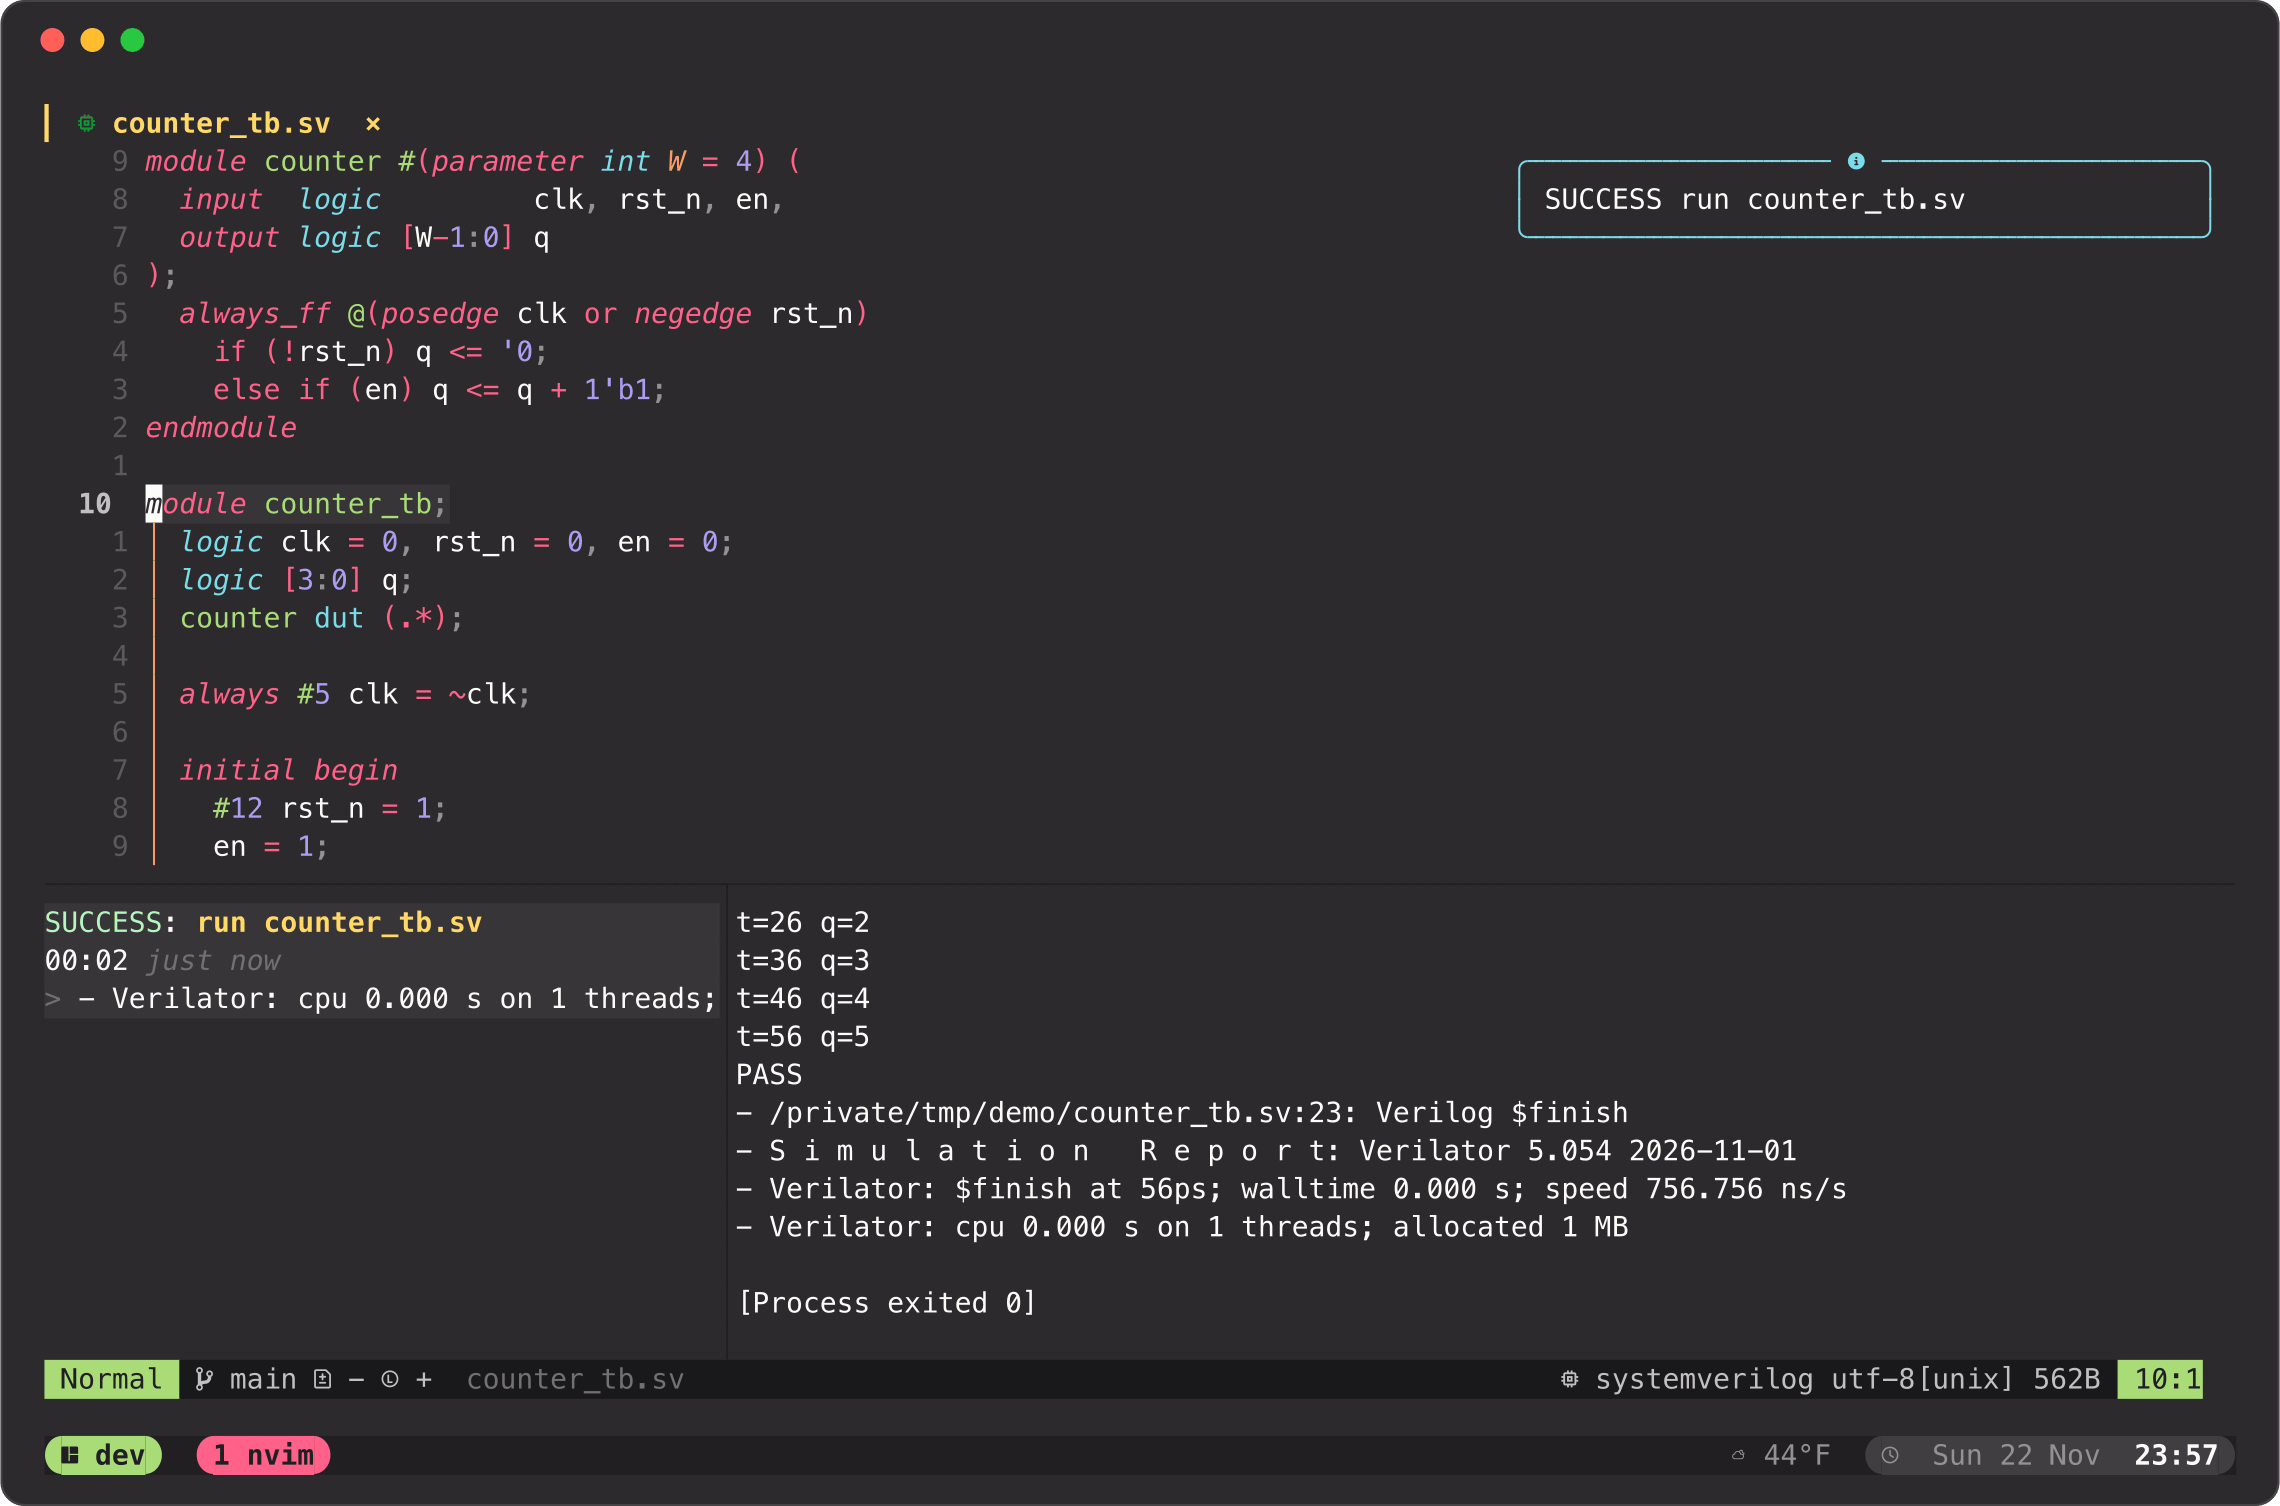 counter_tb.sv ×
9 module counter #(parameter int W = 4) (
8   input  logic         clk, rst_n, en,
7   output logic [W-1:0] q
6 );
5   always_ff @(posedge clk or negedge rst_n)
4     if (!rst_n) q <= '0;
3     else if (en) q <= q + 1'b1;
2 endmodule
1
10 module counter_tb;
1   logic clk = 0, rst_n = 0, en = 0;
2   logic [3:0] q;
3   counter dut (.*);
4
5   always #5 clk = ~clk;
6
7   initial begin
8     #12 rst_n = 1;
9     en = 1;
SUCCESS run counter_tb.sv
SUCCESS: run counter_tb.sv
00:02 just now
> - Verilator: cpu 0.000 s on 1 threads;
t=26 q=2
t=36 q=3
t=46 q=4
t=56 q=5
PASS
- /private/tmp/demo/counter_tb.sv:23: Verilog $finish
- S i m u l a t i o n   R e p o r t: Verilator 5.054 2026-11-01
- Verilator: $finish at 56ps; walltime 0.000 s; speed 756.756 ns/s
- Verilator: cpu 0.000 s on 1 threads; allocated 1 MB
[Process exited 0]
Normal main - + counter_tb.sv systemverilog utf-8[unix] 562B 10:1
dev 1 nvim 44°F Sun 22 Nov 23:57